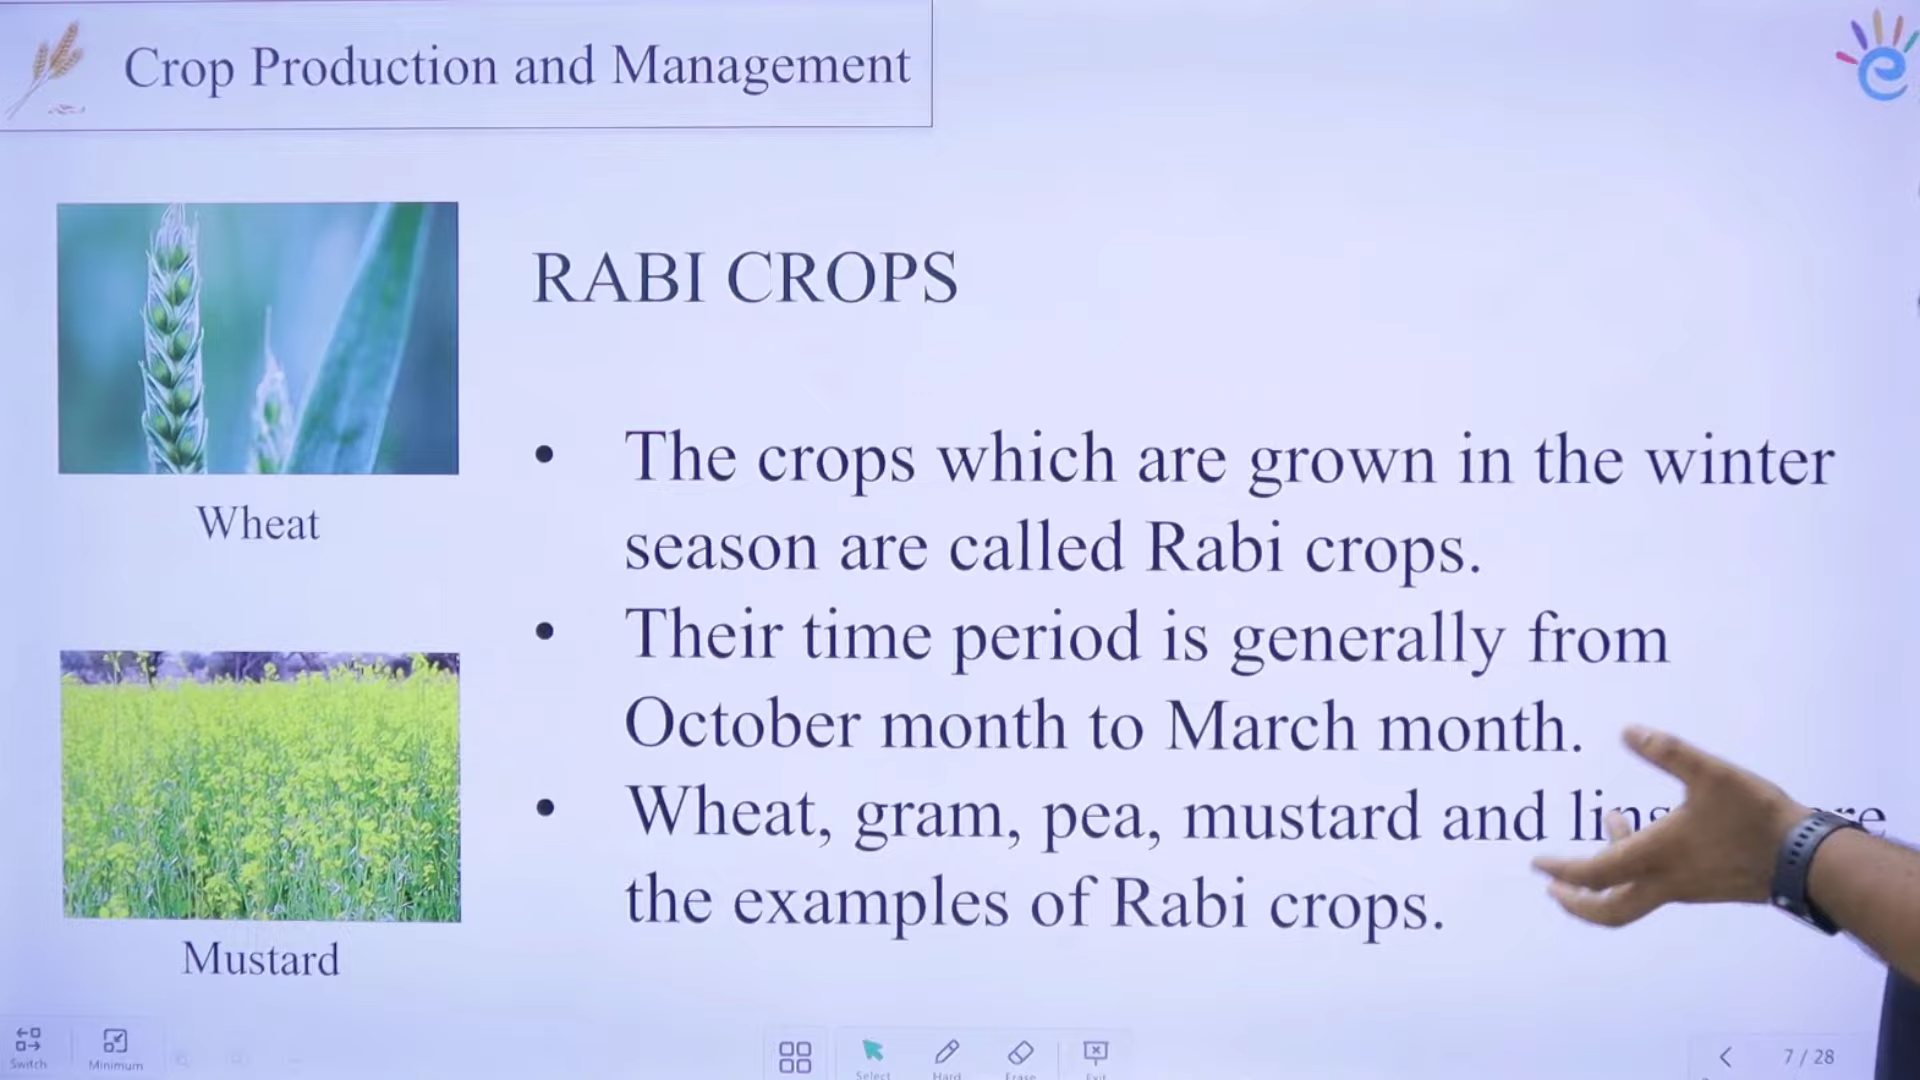 Crop Production and Management
RABI CROPS
Wheat
• The crops which are grown in the winter
season are called Rabi crops.
• Their time period is generally from
October month to March month.
• Wheat, gram, pea, mustard and
the examples of Rabi crops.
Mustard
Switch
Minimum
Select
Hard
Erase
Exit
7 / 28